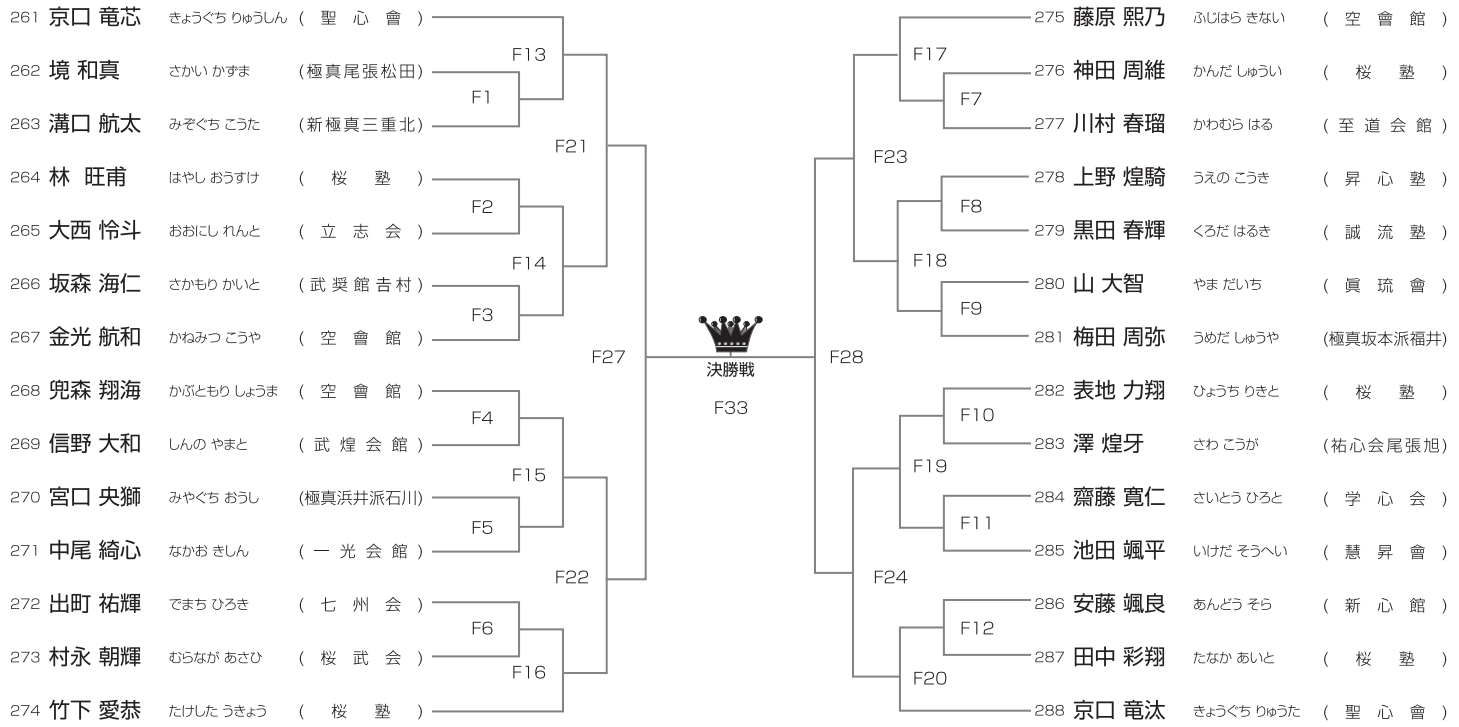 261 京口 竜芯 きょうぐち りゅうしん ( 聖心會 )
262 境 和真 さかい かずま (極真尾張松田)
263 溝口 航太 みぞぐち こうた (新極真三重北)
264 林 旺甫 はやし おうすけ ( 桜塾 )
265 大西 怜斗 おおにし れんと ( 立志会 )
266 坂森 海仁 さかもり かいと (武奨館𠮷村)
267 金光 航和 かねみつ こうや ( 空會館 )
268 兜森 翔海 かぶともり しょうま ( 空會館 )
269 信野 大和 しんの やまと ( 武煌会館 )
270 宮口 央獅 みやぐち おうし (極真浜井派石川)
271 中尾 綺心 なかお きしん ( 一光会館 )
272 出町 祐輝 でまち ひろき ( 七州会 )
273 村永 朝輝 むらなが あさひ ( 桜武会 )
274 竹下 愛恭 たけした うきょう ( 桜塾 )
F13
F1
F21
F2
F14
F3
F27
F4
F15
F5
F22
F6
F16
決勝戦
F33
F17
F7
F23
F8
F18
F9
F28
F10
F19
F11
F24
F12
F20
275 藤原 熙乃 ふじはら きない ( 空會館 )
276 神田 周維 かんだ しゅうい ( 桜塾 )
277 川村 春瑠 かわむら はる ( 至道会館 )
278 上野 煌騎 うえの こうき ( 昇心塾 )
279 黒田 春輝 くろだ はるき ( 誠流塾 )
280 山 大智 やま だいち ( 眞琉會 )
281 梅田 周弥 うめだ しゅうや (極真坂本派福井)
282 表地 力翔 ひょうち りきと ( 桜塾 )
283 澤 煌牙 さわ こうが (祐心会尾張旭)
284 齋藤 寛仁 さいとう ひろと ( 学心会 )
285 池田 颯平 いけだ そうへい ( 慧昇會 )
286 安藤 颯良 あんどう そら ( 新心館 )
287 田中 彩翔 たなか あいと ( 桜塾 )
288 京口 竜汰 きょうぐち りゅうた ( 聖心會 )